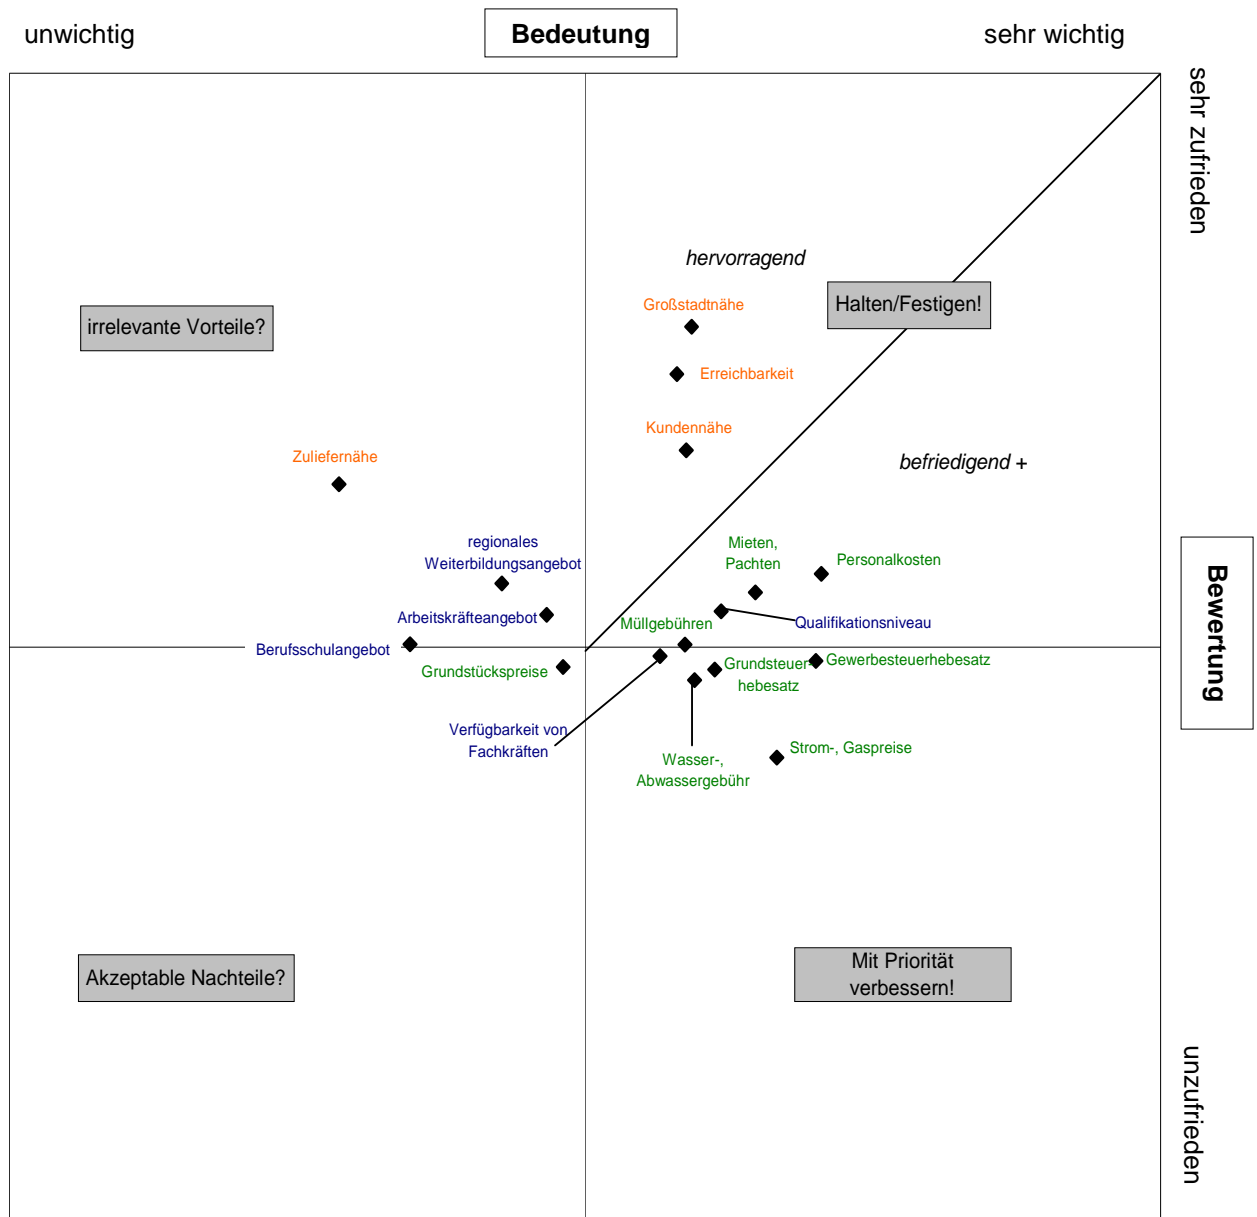 unwichtig
Bedeutung
sehr wichtig
sehr zufrieden
hervorragend
Großstadtnähe
Halten/Festigen!
irrelevante Vorteile?
Erreichbarkeit
Kundennähe
Zuliefernähe
befriedigend +
regionales
Weiterbildungsangebot
Mieten,
Pachten
Personalkosten
Arbeitskräfteangebot
Müllgebühren
Qualifikationsniveau
Bewertung
Berufsschulangebot
Grundstückspreise
Grundsteuer-
hebesatz
Gewerbesteuerhebesatz
Verfügbarkeit von
Fachkräften
Wasser-,
Abwassergebühr
Strom-, Gaspreise
Akzeptable Nachteile?
Mit Priorität
verbessern!
unzufrieden